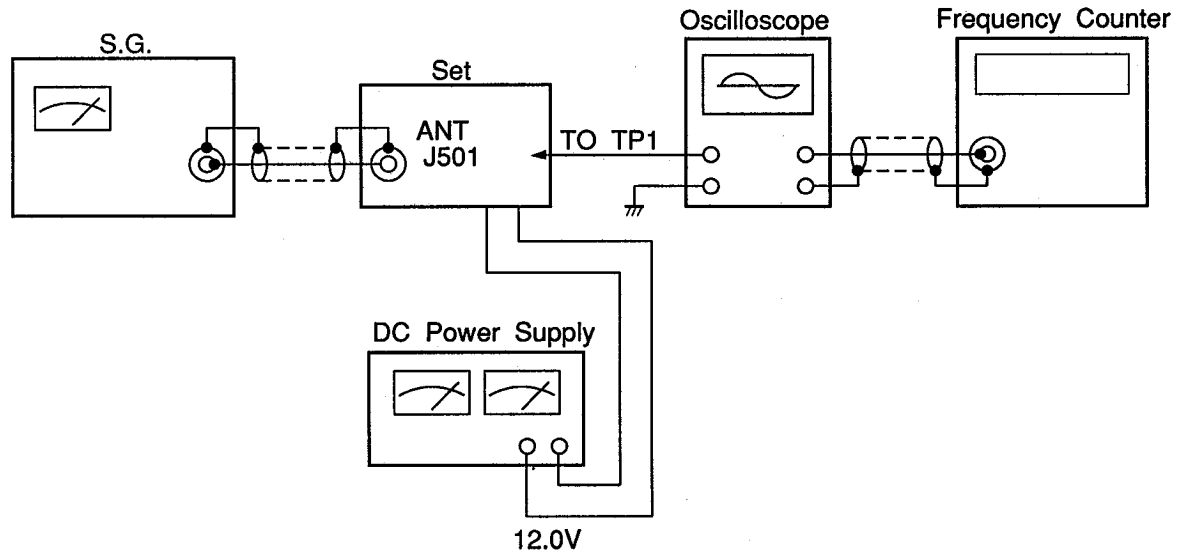 S.G.
Set
ANT
J501
TO TP1
Oscilloscope
Frequency Counter
DC Power Supply
12.0V